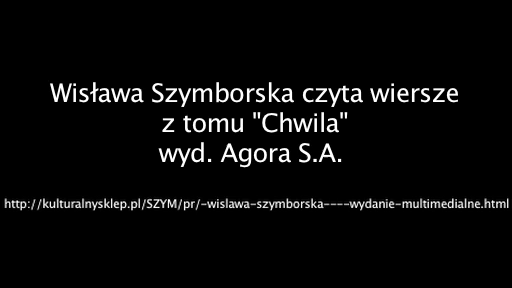 Wisława Szymborska czyta wiersze
z tomu "Chwila"
wyd. Agora S.A.
http://kulturalnysklep.pl/SZYM/pr/-wislawa-szymborska----wydanie-multimedialne.html